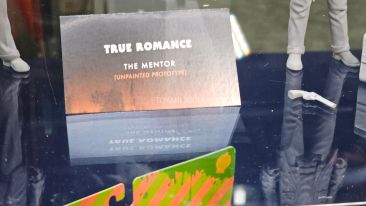 TRUE ROMANCE
THE MENTOR
(UNPAINTED PROTOTYPE)